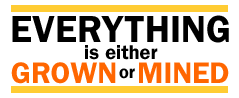 EVERYTHING
is either
GROWN or MINED